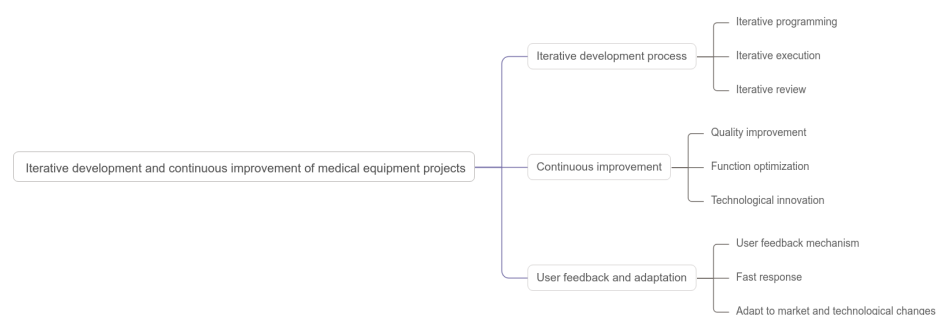 Iterative development and continuous improvement of medical equipment projects
Iterative development process
Iterative programming
Iterative execution
Iterative review
Continuous improvement
Quality improvement
Function optimization
Technological innovation
User feedback and adaptation
User feedback mechanism
Fast response
Adapt to market and technological changes